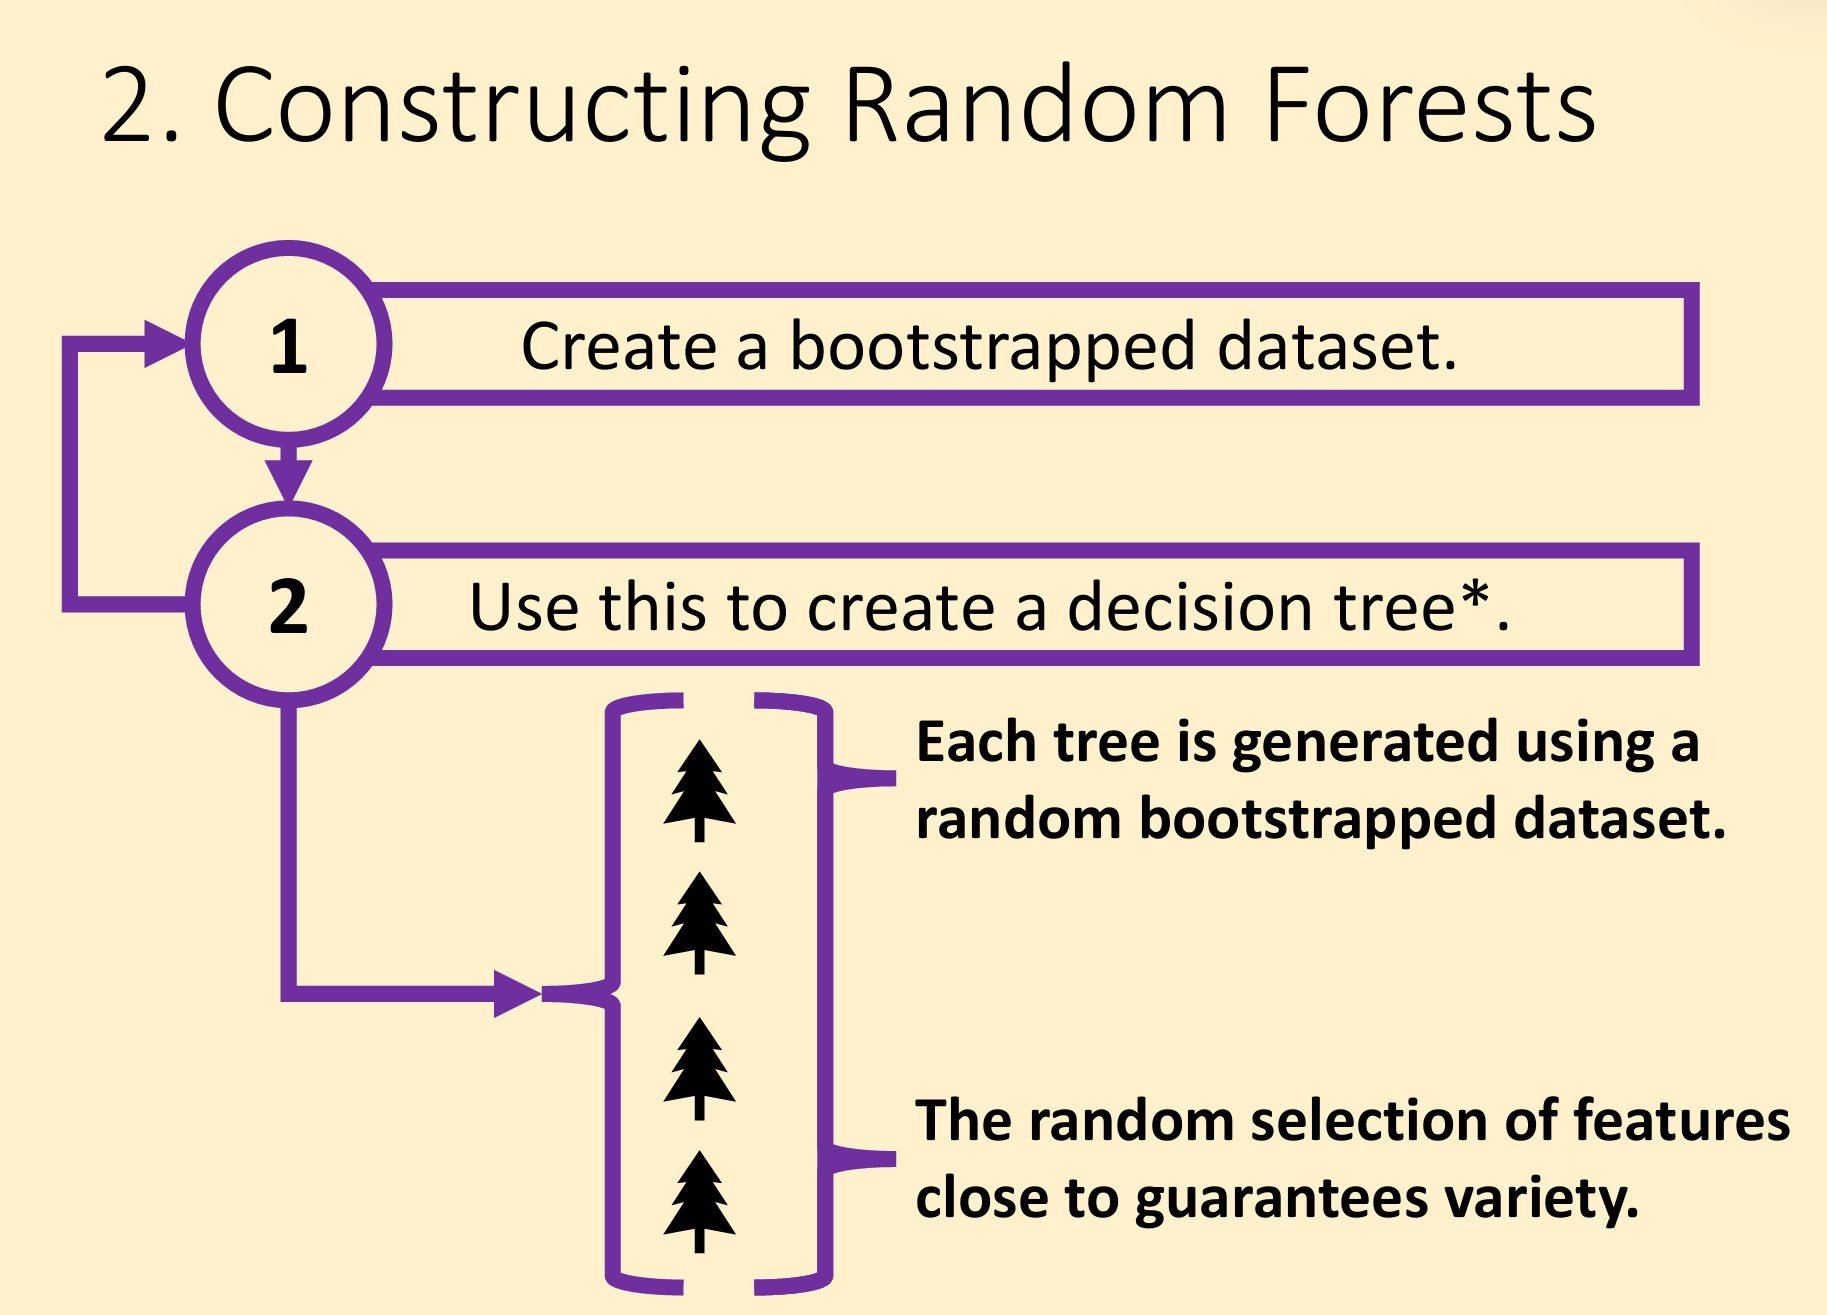 2. Constructing Random Forests
1
Create a bootstrapped dataset.
2
Use this to create a decision tree*.
Each tree is generated using a
random bootstrapped dataset.
The random selection of features
close to guarantees variety.